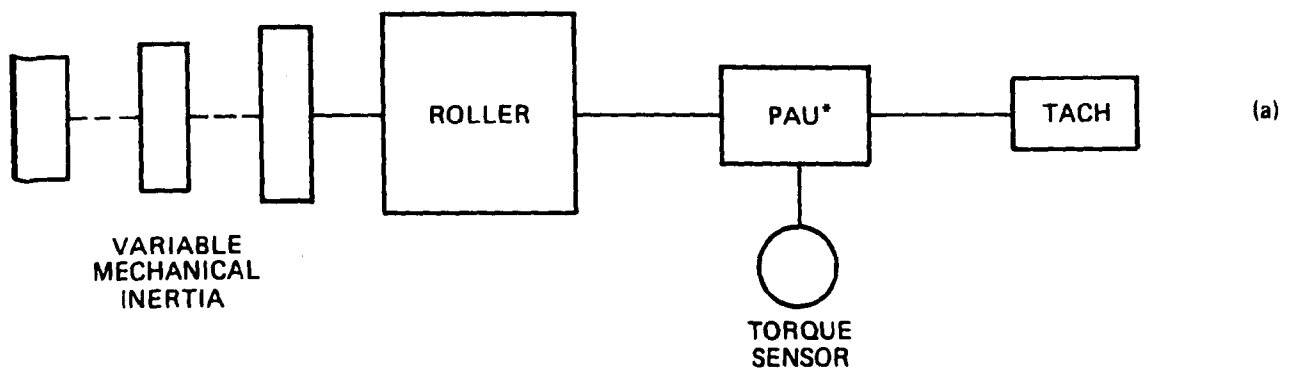 ROLLER
PAU*
TACH
(a)
VARIABLE
MECHANICAL
INERTIA
TORQUE
SENSOR